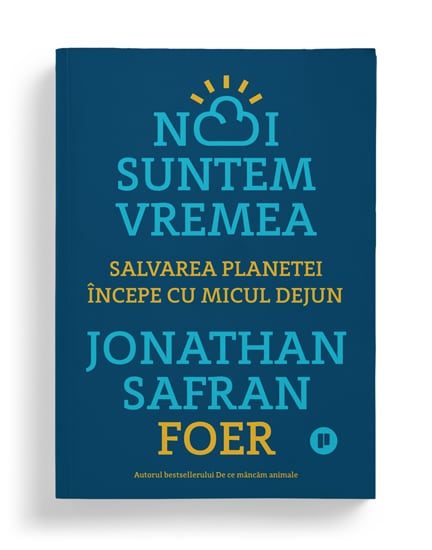 NOI
SUNTEM
VREMEA
SALVAREA PLANETEI
ÎNCEPE CU MICUL DEJUN
JONATHAN
SAFRAN
FOER
Autorul bestsellerului De ce mâncăm animale